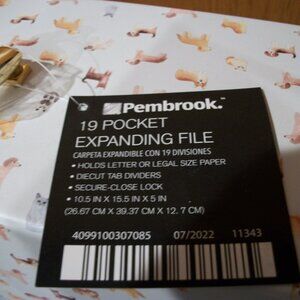 Pembrook.™
19 POCKET
EXPANDING FILE
CARPETA EXPANDIBLE CON 19 DIVISIONES
• HOLDS LETTER OR LEGAL SIZE PAPER
• DIECUT TAB DIVIDERS
• SECURE-CLOSE LOCK
• 10.5 IN X 15.5 IN X 5 IN
(26.67 CM X 39.37 CM X 12.7 CM)
4099100307085 07/2022 11343